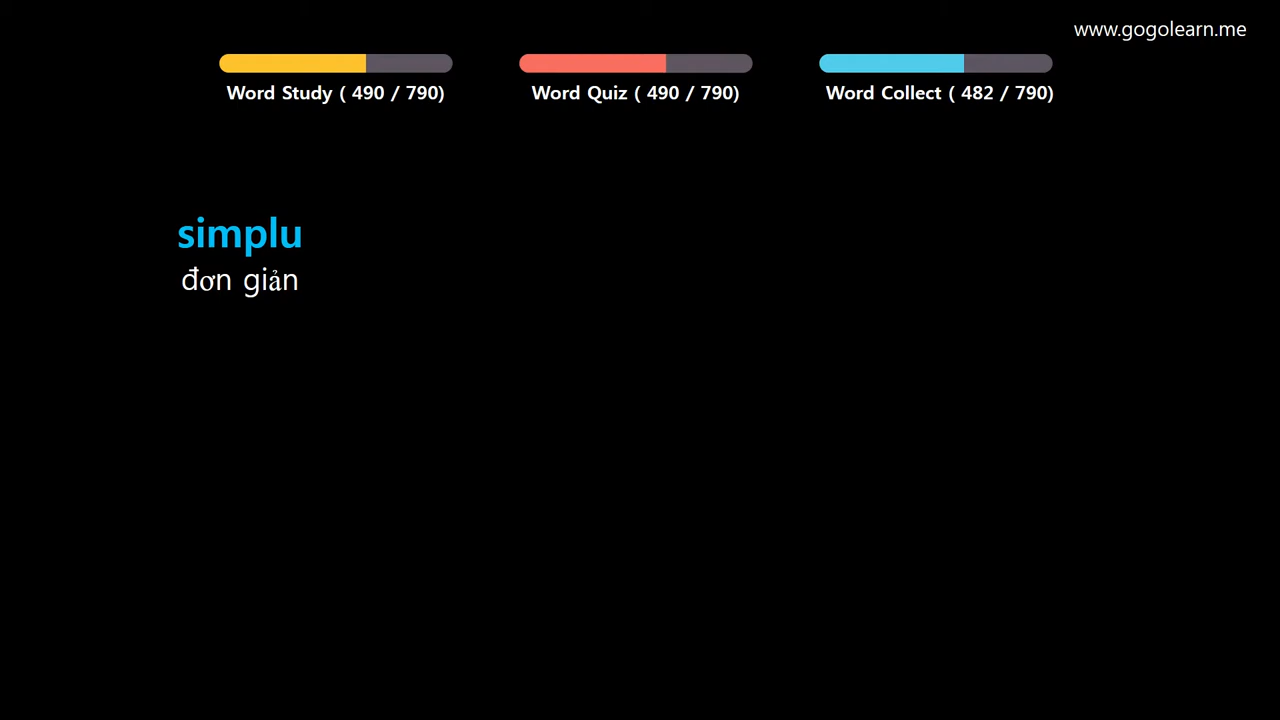 www.gogolearn.me
Word Study ( 490 / 790)
Word Quiz ( 490 / 790)
Word Collect ( 482 / 790)
simplu
đơn giản